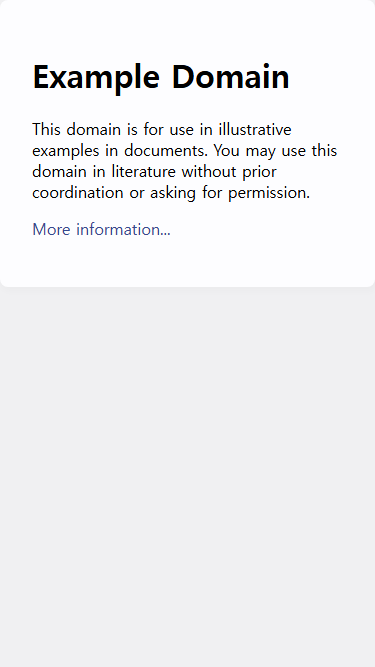 Example Domain
This domain is for use in illustrative
examples in documents. You may use this
domain in literature without prior
coordination or asking for permission.
More information...